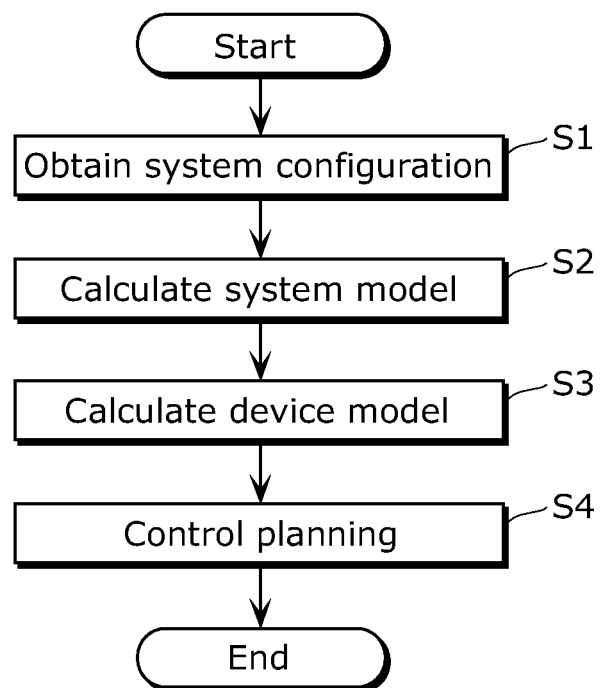 Start
Obtain system configuration
S1
Calculate system model
S2
Calculate device model
S3
Control planning
S4
End